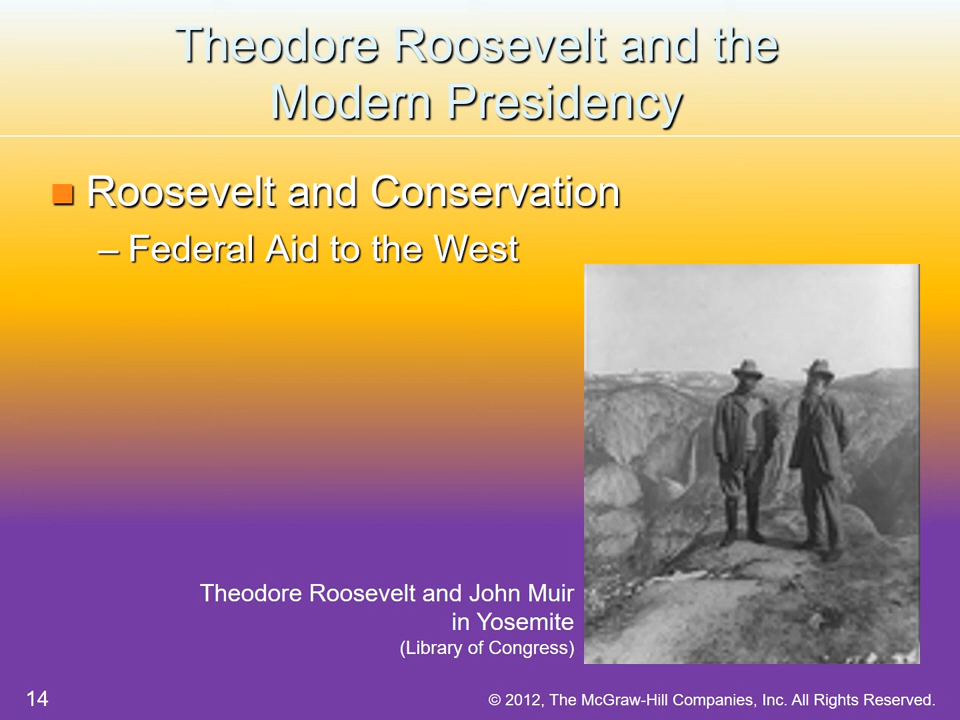 Theodore Roosevelt and the
Modern Presidency
Roosevelt and Conservation
– Federal Aid to the West
Theodore Roosevelt and John Muir
in Yosemite
(Library of Congress)
14
© 2012, The McGraw-Hill Companies, Inc. All Rights Reserved.